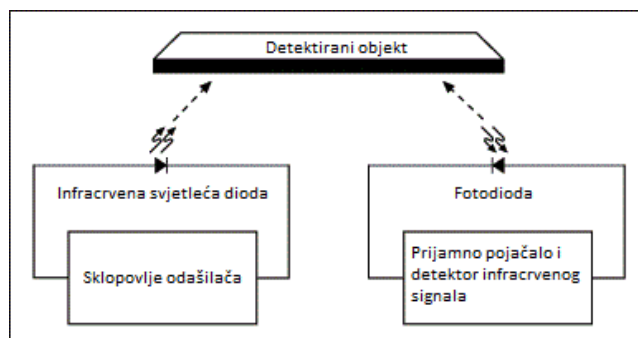 Detektirani objekt
Infracrvena svjetleća dioda
Fotodioda
Sklopovlje odašilača
Prijamno pojačalo i
detektor infracrvenog
signala